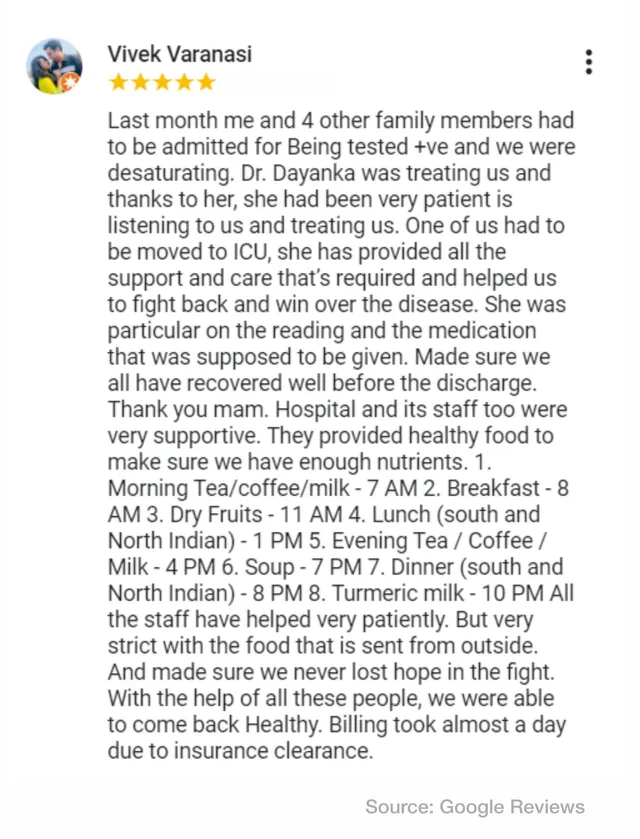 Vivek Varanasi
Last month me and 4 other family members had
to be admitted for Being tested +ve and we were
desaturating. Dr. Dayanka was treating us and
thanks to her, she had been very patient is
listening to us and treating us. One of us had to
be moved to ICU, she has provided all the
support and care that's required and helped us
to fight back and win over the disease. She was
particular on the reading and the medication
that was supposed to be given. Made sure we
all have recovered well before the discharge.
Thank you mam. Hospital and its staff too were
very supportive. They provided healthy food to
make sure we have enough nutrients. 1.
Morning Tea/coffee/milk - 7 AM 2. Breakfast - 8
AM 3. Dry Fruits - 11 AM 4. Lunch (south and
North Indian) - 1 PM 5. Evening Tea / Coffee /
Milk - 4 PM 6. Soup - 7 PM 7. Dinner (south and
North Indian) - 8 PM 8. Turmeric milk - 10 PM All
the staff have helped very patiently. But very
strict with the food that is sent from outside.
And made sure we never lost hope in the fight.
With the help of all these people, we were able
to come back Healthy. Billing took almost a day
due to insurance clearance.
Source: Google Reviews